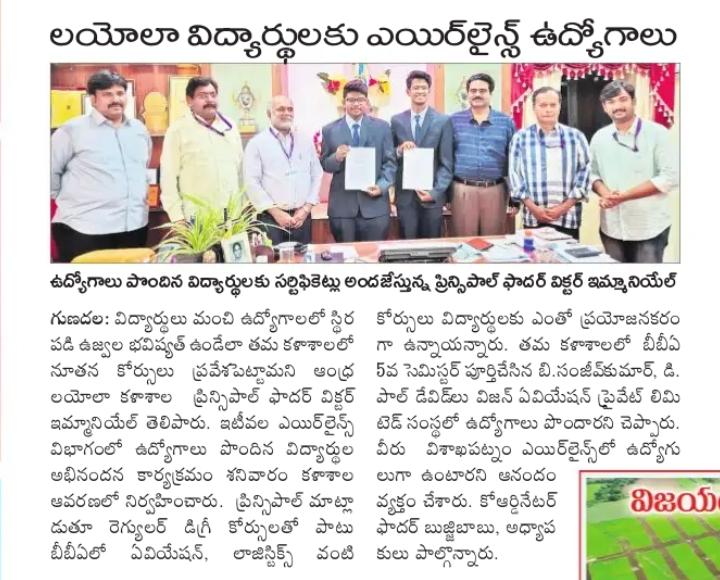 లయోలా విద్యార్థులకు ఎయిర్‌లైన్స్ ఉద్యోగాలు
ఉద్యోగాలు పొందిన విద్యార్థులకు సర్టిఫికెట్లు అందజేస్తున్న ప్రిన్సిపాల్ ఫాదర్ విక్టర్ ఇమ్మానియేల్
గుణదల: విద్యార్థులు మంచి ఉద్యోగాలలో స్థిర
పడి ఉజ్వల భవిష్యత్ ఉండేలా తమ కళాశాలలో
నూతన కోర్సులు ప్రవేశపెట్టామని ఆంధ్ర
లయోలా కళాశాల ప్రిన్సిపాల్ ఫాదర్ విక్టర్
ఇమ్మానియేల్ తెలిపారు. ఇటీవల ఎయిర్‌లైన్స్
విభాగంలో ఉద్యోగాలు పొందిన విద్యార్థుల
అభినందన కార్యక్రమం శనివారం కళాశాల
ఆవరణలో నిర్వహించారు. ప్రిన్సిపాల్ మాట్లా
డుతూ రెగ్యులర్ డిగ్రీ కోర్సులతో పాటు
బీబీఏలో ఏవియేషన్, లాజిస్టిక్స్ వంటి
కోర్సులు విద్యార్థులకు ఎంతో ప్రయోజనకరం
గా ఉన్నాయన్నారు. తమ కళాశాలలో బీబీఏ
5వ సెమిస్టర్ పూర్తిచేసిన బి.సంజీవ్‌కుమార్, డి.
పాల్ డేవిడ్‌లు విజన్ ఏవియేషన్ ప్రైవేట్ లిమి
టెడ్ సంస్థలో ఉద్యోగాలు పొందారని చెప్పారు.
వీరు విశాఖపట్నం ఎయిర్‌లైన్స్‌లో ఉద్యోగు
లుగా ఉంటారని ఆనందం
వ్యక్తం చేశారు. కోఆర్డినేటర్
ఫాదర్ బుజ్జిబాబు, అధ్యాప
కులు పాల్గొన్నారు.